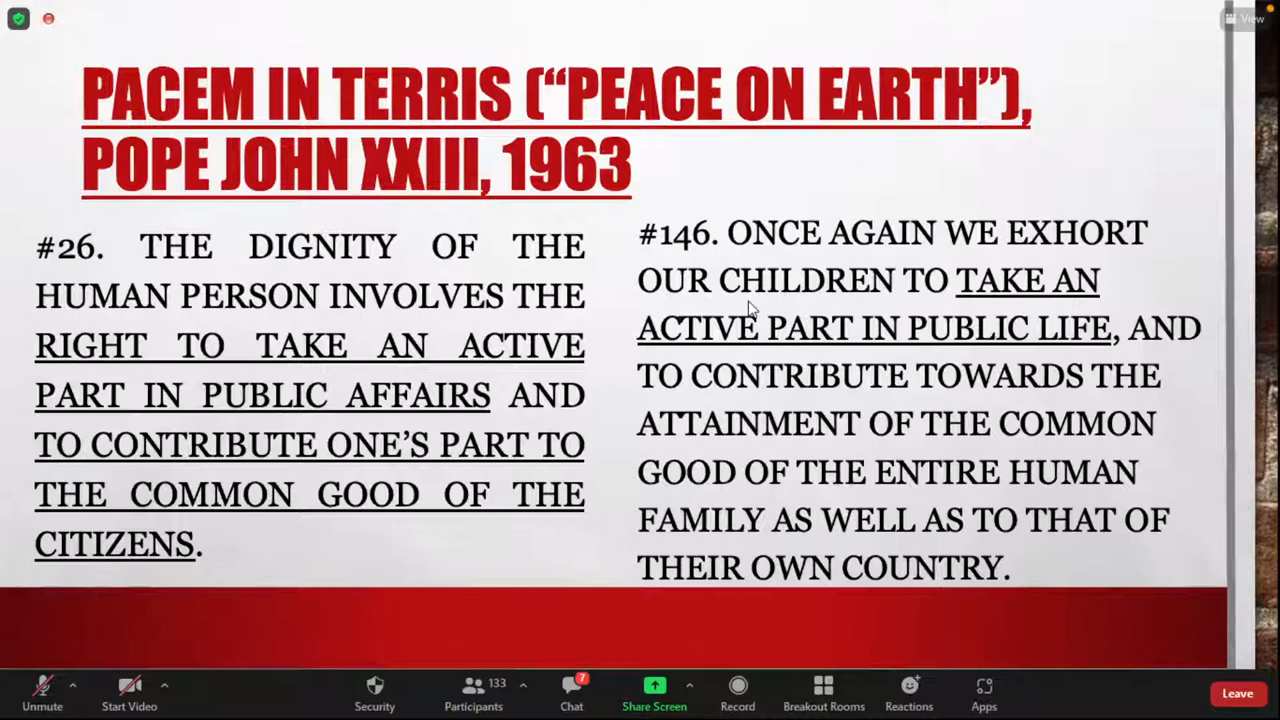 View
PACEM IN TERRIS (“PEACE ON EARTH”),
POPE JOHN XXIII, 1963
#26. THE DIGNITY OF THE
HUMAN PERSON INVOLVES THE
RIGHT TO TAKE AN ACTIVE
PART IN PUBLIC AFFAIRS AND
TO CONTRIBUTE ONE’S PART TO
THE COMMON GOOD OF THE
CITIZENS.
#146. ONCE AGAIN WE EXHORT
OUR CHILDREN TO TAKE AN
ACTIVE PART IN PUBLIC LIFE, AND
TO CONTRIBUTE TOWARDS THE
ATTAINMENT OF THE COMMON
GOOD OF THE ENTIRE HUMAN
FAMILY AS WELL AS TO THAT OF
THEIR OWN COUNTRY.
133
7
Unmute
Start Video
Security
Participants
Chat
Share Screen
Record
Breakout Rooms
Reactions
Apps
Leave